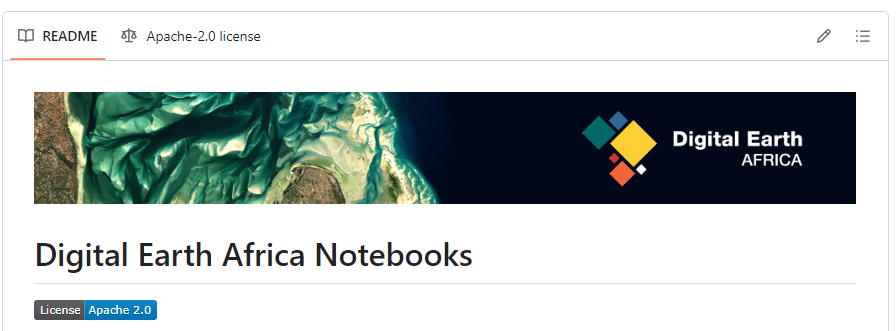 README Apache-2.0 license
Digital Earth
AFRICA
Digital Earth Africa Notebooks
License Apache 2.0